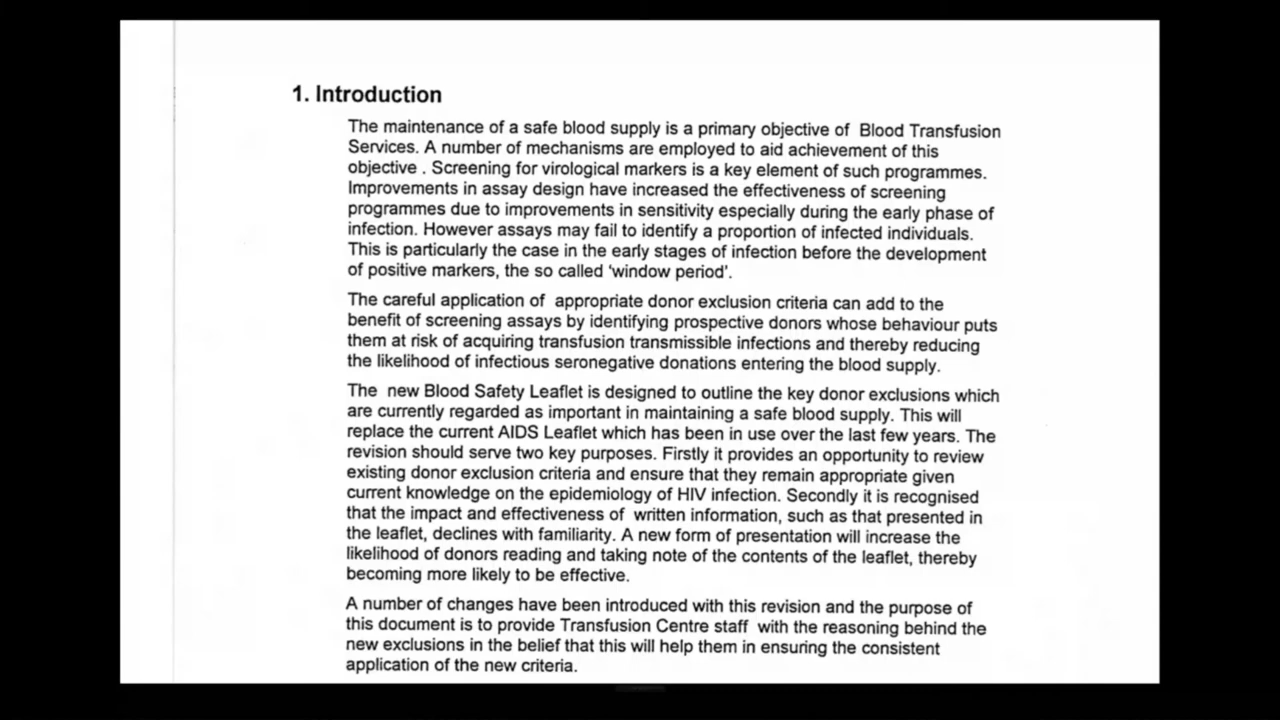 1. Introduction
The maintenance of a safe blood supply is a primary objective of Blood Transfusion
Services. A number of mechanisms are employed to aid achievement of this
objective . Screening for virological markers is a key element of such programmes.
Improvements in assay design have increased the effectiveness of screening
programmes due to improvements in sensitivity especially during the early phase of
infection. However assays may fail to identify a proportion of infected individuals.
This is particularly the case in the early stages of infection before the development
of positive markers, the so called 'window period'.
The careful application of appropriate donor exclusion criteria can add to the
benefit of screening assays by identifying prospective donors whose behaviour puts
them at risk of acquiring transfusion transmissible infections and thereby reducing
the likelihood of infectious seronegative donations entering the blood supply.
The new Blood Safety Leaflet is designed to outline the key donor exclusions which
are currently regarded as important in maintaining a safe blood supply. This will
replace the current AIDS Leaflet which has been in use over the last few years. The
revision should serve two key purposes. Firstly it provides an opportunity to review
existing donor exclusion criteria and ensure that they remain appropriate given
current knowledge on the epidemiology of HIV infection. Secondly it is recognised
that the impact and effectiveness of written information, such as that presented in
the leaflet, declines with familiarity. A new form of presentation will increase the
likelihood of donors reading and taking note of the contents of the leaflet, thereby
becoming more likely to be effective.
A number of changes have been introduced with this revision and the purpose of
this document is to provide Transfusion Centre staff with the reasoning behind the
new exclusions in the belief that this will help them in ensuring the consistent
application of the new criteria.